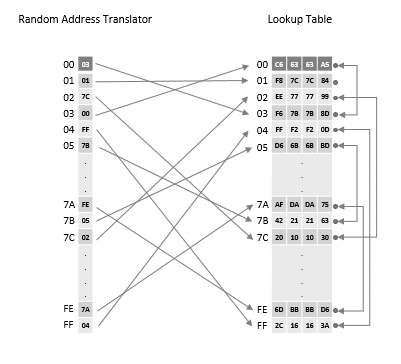 Random Address Translator Lookup Table
00 03 00 C6 63 63 A5
01 01 01 F8 7C 7C 84
02 7C 02 EE 77 77 99
03 00 03 F6 7B 7B 8D
04 FF 04 FF F2 F2 0D
05 7B 05 D6 6B 6B BD
. .
. .
. .
7A FE 7A AF DA DA 75
7B 05 7B 42 21 21 63
7C 02 7C 20 10 10 30
. .
. .
. .
. .
FE 7A FE 6D BB BB D6
FF 04 FF 2C 16 16 3A